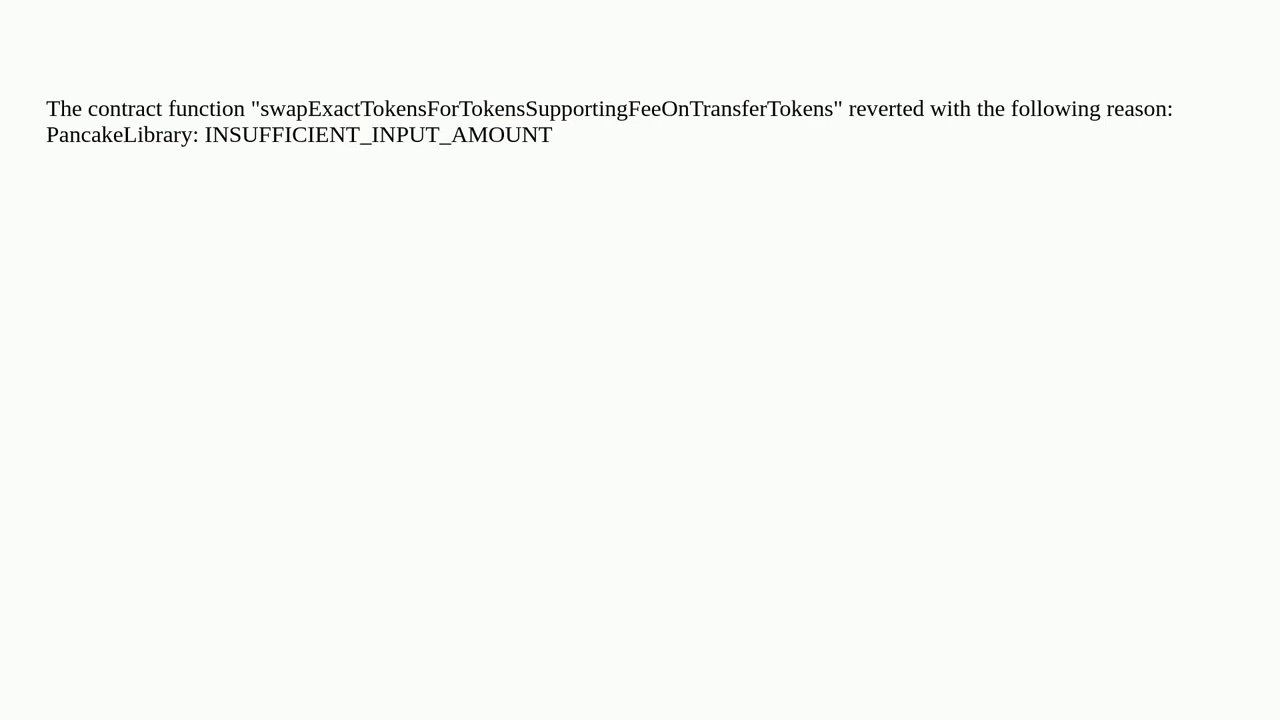 The contract function "swapExactTokensForTokensSupportingFeeOnTransferTokens" reverted with the following reason:
PancakeLibrary: INSUFFICIENT_INPUT_AMOUNT